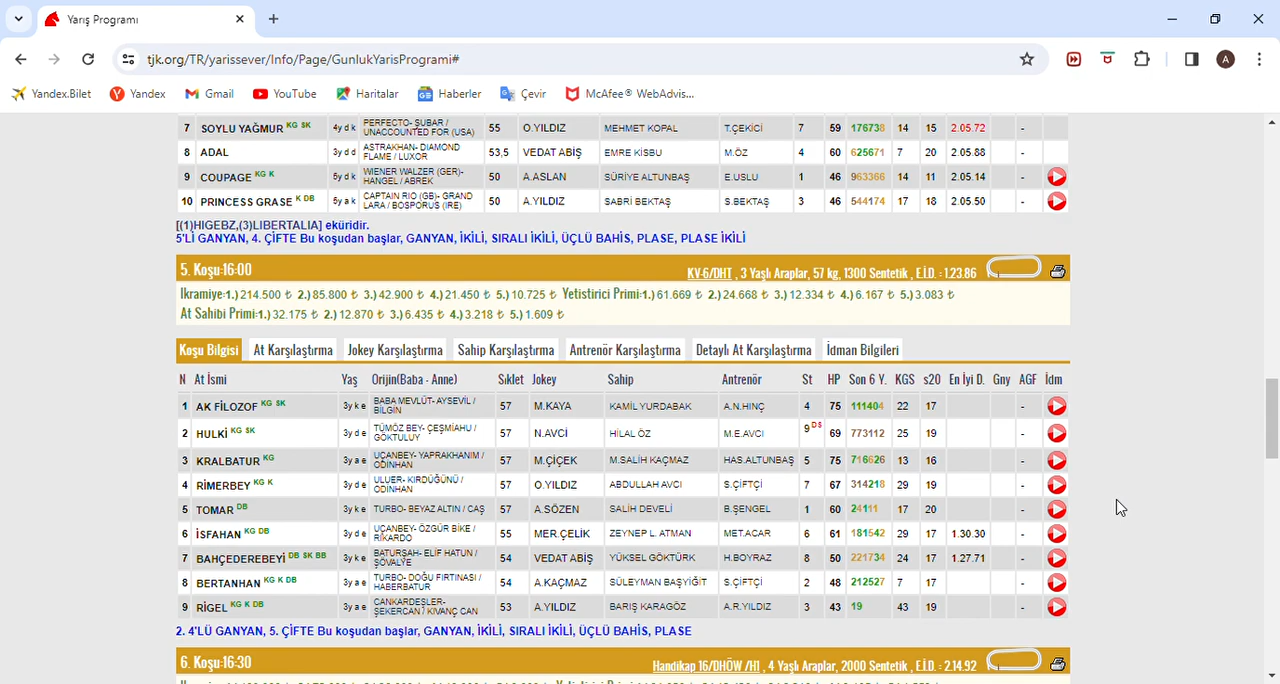 Yarış Programı
tjk.org/TR/yarissever/Info/Page/GunlukYarisProgrami#
A
Yandex.Bilet Yandex Gmail YouTube Haritalar Haberler Çevir McAfee® WebAdvis...
7 SOYLU YAĞMUR KG SK 4y d k PERFECTO- ŞUBAR / UNACCOUNTED FOR (USA) 55 O.YILDIZ MEHMET KOPAL T.ÇEKİCİ 7 59 176738 14 15 2.05.72 -
8 ADAL 3y d d ASTRAKHAN- DIAMOND FLAME / LUXOR 53,5 VEDAT ABİŞ EMRE KİSBU M.ÖZ 4 60 625671 7 20 2.05.88 -
9 COUPAGE KG K 6y d k WIENER WALZER (GER)- HANGEL / ABREK 50 A.ASLAN SÜRİYE ALTUNBAŞ E.USLU 1 46 963366 14 11 2.05.14 -
10 PRINCESS GRASE K DB 5y a k CAPTAIN RIO (GB)- GRAND LARA / BOSPORUS (IRE) 50 A.YILDIZ SABRİ BEKTAŞ S.BEKTAŞ 3 46 544174 17 18 2.05.50 -
[(1)HIGEBZ,(3)LIBERTALIA] eküridir.
5'Lİ GANYAN, 4. ÇİFTE Bu koşudan başlar, GANYAN, İKİLİ, SIRALI İKİLİ, ÜÇLÜ BAHİS, PLASE, PLASE İKİLİ
5. Koşu:16:00 KV-6/DHT , 3 Yaşlı Araplar, 57 kg, 1300 Sentetik , E.İ.D. : 1.23.86
İkramiye:1.) 214.500 ₺ 2.) 85.800 ₺ 3.) 42.900 ₺ 4.) 21.450 ₺ 5.) 10.725 ₺ Yetistirici Primi:1.) 61.669 ₺ 2.) 24.668 ₺ 3.) 12.334 ₺ 4.) 6.167 ₺ 5.) 3.083 ₺
At Sahibi Primi:1.) 32.175 ₺ 2.) 12.870 ₺ 3.) 6.435 ₺ 4.) 3.218 ₺ 5.) 1.609 ₺
Koşu Bilgisi At Karşılaştırma Jokey Karşılaştırma Sahip Karşılaştırma Antrenör Karşılaştırma Detaylı At Karşılaştırma İdman Bilgileri
N At İsmi Yaş Orijin(Baba - Anne) Sıklet Jokey Sahip Antrenör St HP Son 6 Y. KGS s20 En İyi D. Gny AGF İdm
1 AK FİLOZOF KG SK 3y k e BABA MEVLÜT- AYSEVİL / BİLGİN 57 M.KAYA KAMİL YURDABAK A.N.HINÇ 4 75 111404 22 17 -
2 HULKİ KG SK 3y d e TÜMÖZ BEY- ÇEŞMİAHU / GÖKTULUY 57 N.AVCİ HİLAL ÖZ M.E.AVCI 9 DS 69 773112 25 19 -
3 KRALBATUR KG 3y a e UÇANBEY- YAPRAKHANIM / ODİNHAN 57 M.ÇİÇEK M.SALİH KAÇMAZ HAS.ALTUNBAŞ 5 75 716626 13 16 -
4 RİMERBEY KG K 3y d e ULUER- KIRDÜĞÜNÜ / ODINHAN 57 O.YILDIZ ABDULLAH AVCI S.ÇİFTÇİ 7 67 314218 29 19 -
5 TOMAR DB 3y k e TURBO- BEYAZ ALTIN / CAŞ 57 A.SÖZEN SALİH DEVELİ B.ŞENGEL 1 60 24111 17 20 -
6 İSFAHAN KG DB 3y d e UÇANBEY- ÖZGÜR BİKE / RİKARDO 55 MER.ÇELİK ZEYNEP L. ATMAN MET.ACAR 6 61 181542 29 17 1.30.30 -
7 BAHÇEDEREBEYİ DB SK BB 3y k e BATURŞAH- ELİF HATUN / ŞÖVALYE 54 VEDAT ABİŞ YÜKSEL GÖKTÜRK H.BOYRAZ 8 50 221734 24 17 1.27.71 -
8 BERTANHAN KG K DB 3y a e TURBO- DOĞU FIRTINASI / HABERBATUR 54 A.KAÇMAZ SÜLEYMAN BAŞYİĞİT S.ÇİFTÇİ 2 48 212527 7 17 -
9 RİGEL KG K DB 3y a e CANKARDEŞLER- ŞEKERCAN / KIVANÇ CAN 53 A.YILDIZ BARIŞ KARAGÖZ A.R.YILDIZ 3 43 19 43 19 -
2. 4'LÜ GANYAN, 5. ÇİFTE Bu koşudan başlar, GANYAN, İKİLİ, SIRALI İKİLİ, ÜÇLÜ BAHİS, PLASE
6. Koşu:16:30 Handikap 16/DHÖW /H1 , 4 Yaşlı Araplar, 2000 Sentetik , E.İ.D. : 2.14.92